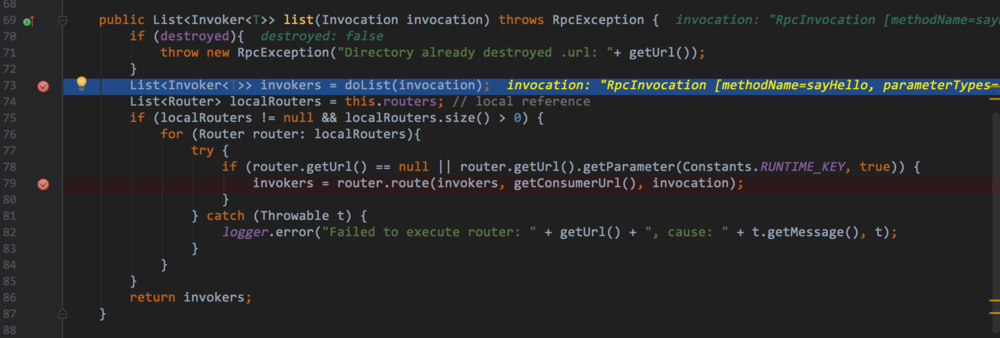 68
69 public List<Invoker<T>> list(Invocation invocation) throws RpcException {  invocation: "RpcInvocation [methodName=sayH
70 if (destroyed){  destroyed: false
71 throw new RpcException("Directory already destroyed .url: "+ getUrl());
72 }
73 List<Invoker<T>> invokers = doList(invocation);  invocation: "RpcInvocation [methodName=sayHello, parameterTypes=
74 List<Router> localRouters = this.routers; // local reference
75 if (localRouters != null && localRouters.size() > 0) {
76 for (Router router: localRouters){
77 try {
78 if (router.getUrl() == null || router.getUrl().getParameter(Constants.RUNTIME_KEY, true)) {
79 invokers = router.route(invokers, getConsumerUrl(), invocation);
80 }
81 } catch (Throwable t) {
82 logger.error("Failed to execute router: " + getUrl() + ", cause: " + t.getMessage(), t);
83 }
84 }
85 }
86 return invokers;
87 }
88